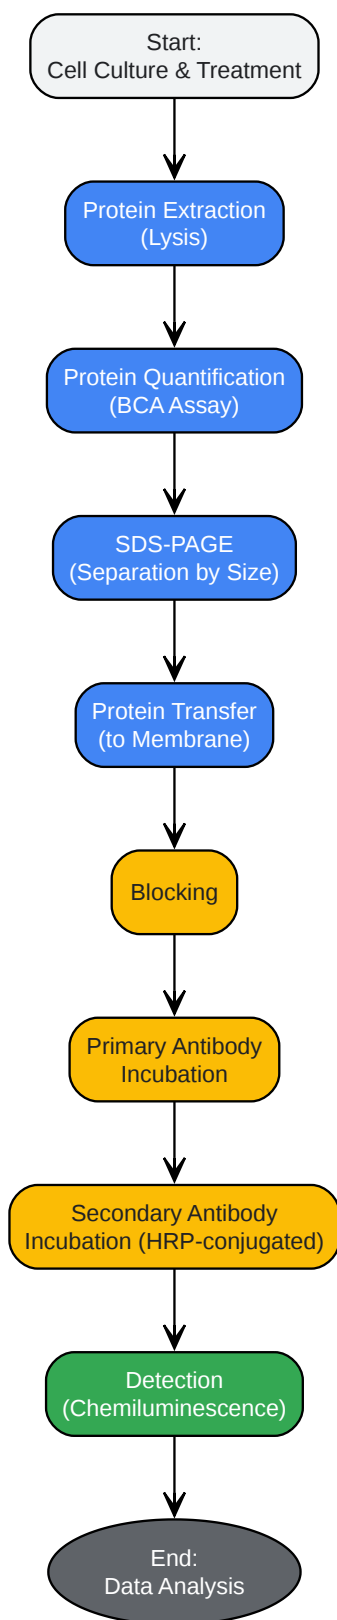 Start:
Cell Culture & Treatment
Protein Extraction
(Lysis)
Protein Quantification
(BCA Assay)
SDS-PAGE
(Separation by Size)
Protein Transfer
(to Membrane)
Blocking
Primary Antibody
Incubation
Secondary Antibody
Incubation (HRP-conjugated)
Detection
(Chemiluminescence)
End:
Data Analysis